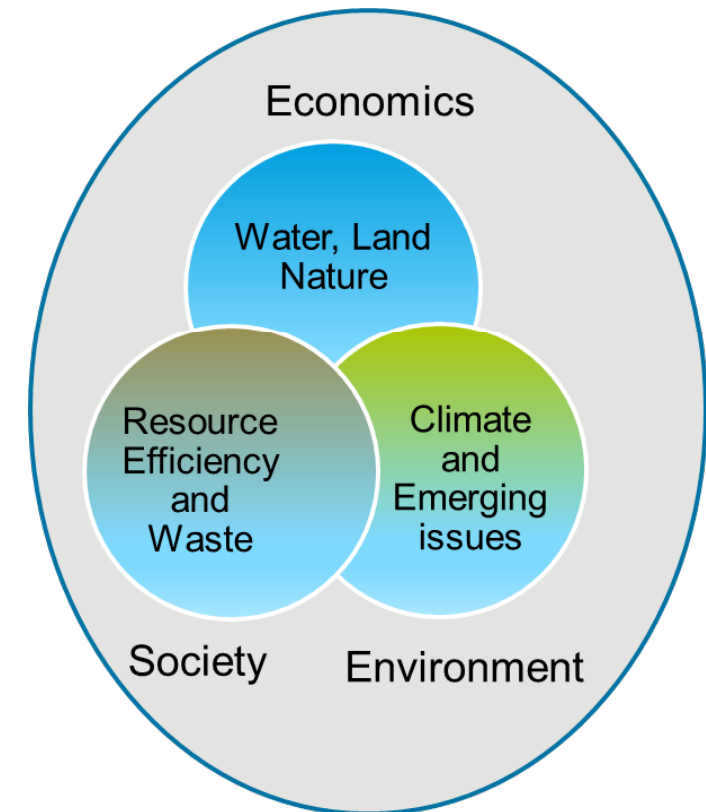 Economics
Water, Land
Nature
Resource
Efficiency
and
Waste
Climate
and
Emerging
issues
Society
Environment